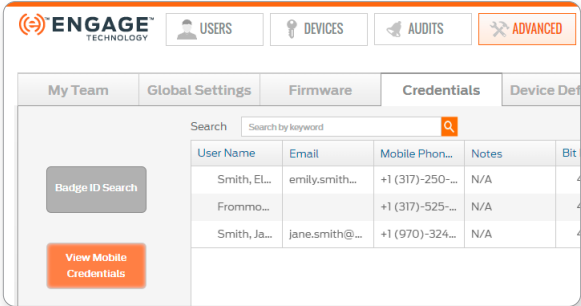 ENGAGE™
TECHNOLOGY
USERS
DEVICES
AUDITS
ADVANCED
My Team
Global Settings
Firmware
Credentials
Device Def
Search
Search by keyword
User Name Email Mobile Phon... Notes Bit
Smith, El... emily.smith... +1 (317)-250-... N/A 4
Frommo... +1 (317)-525-... N/A
Smith, Ja... jane.smith@... +1 (970)-324... N/A 4
Badge ID Search
View Mobile
Credentials